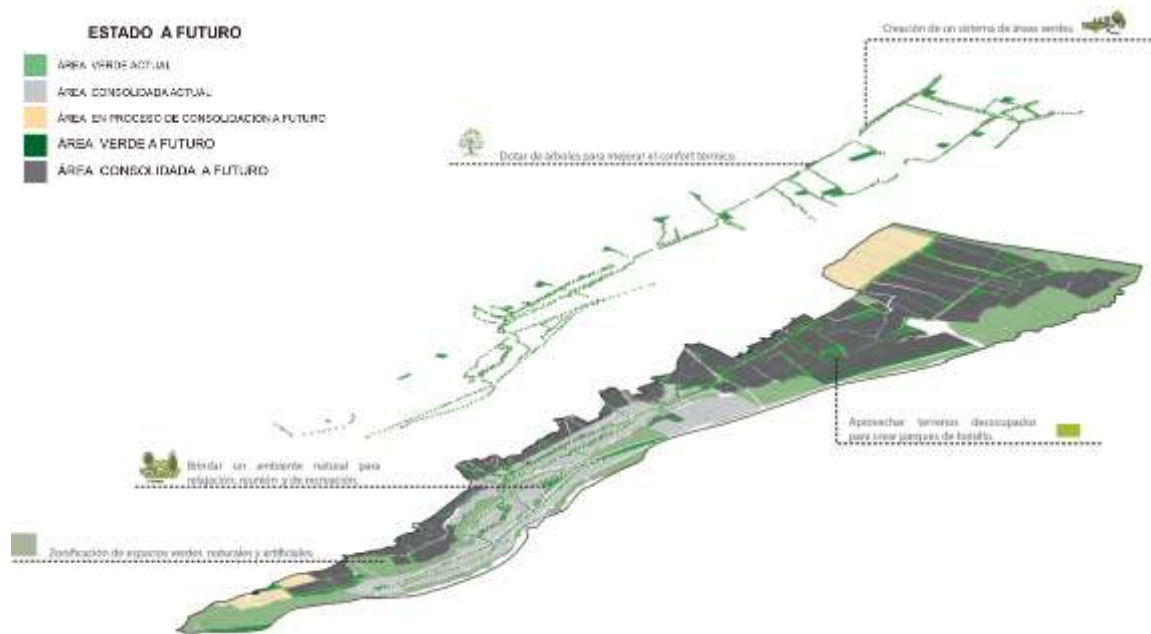 ESTADO A FUTURO
ÁREA VERDE ACTUAL
ÁREA CONSOLIDADA ACTUAL
ÁREA EN PROCESO DE CONSOLIDACION A FUTURO
ÁREA VERDE A FUTURO
ÁREA CONSOLIDADA A FUTURO
Creación de un sistema de áreas verdes.
Dotar de árboles para mejorar el confort térmico.
Aprovechar terrenos desocupados
para crear parques de bolsillo.
Brindar un ambiente natural para
relajación, reunión y de recreación.
Zonificación de espacios verdes, naturales y artificiales.